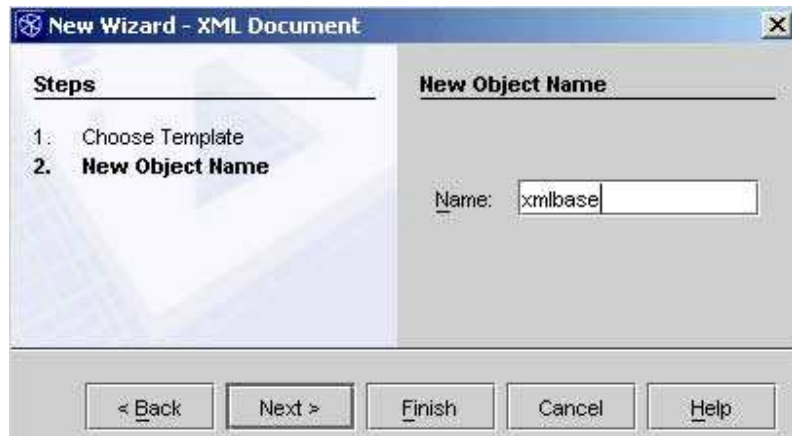 New Wizard - XML Document
Steps
1. Choose Template
2. New Object Name
New Object Name
Name: xmlbase
< Back Next > Finish Cancel Help